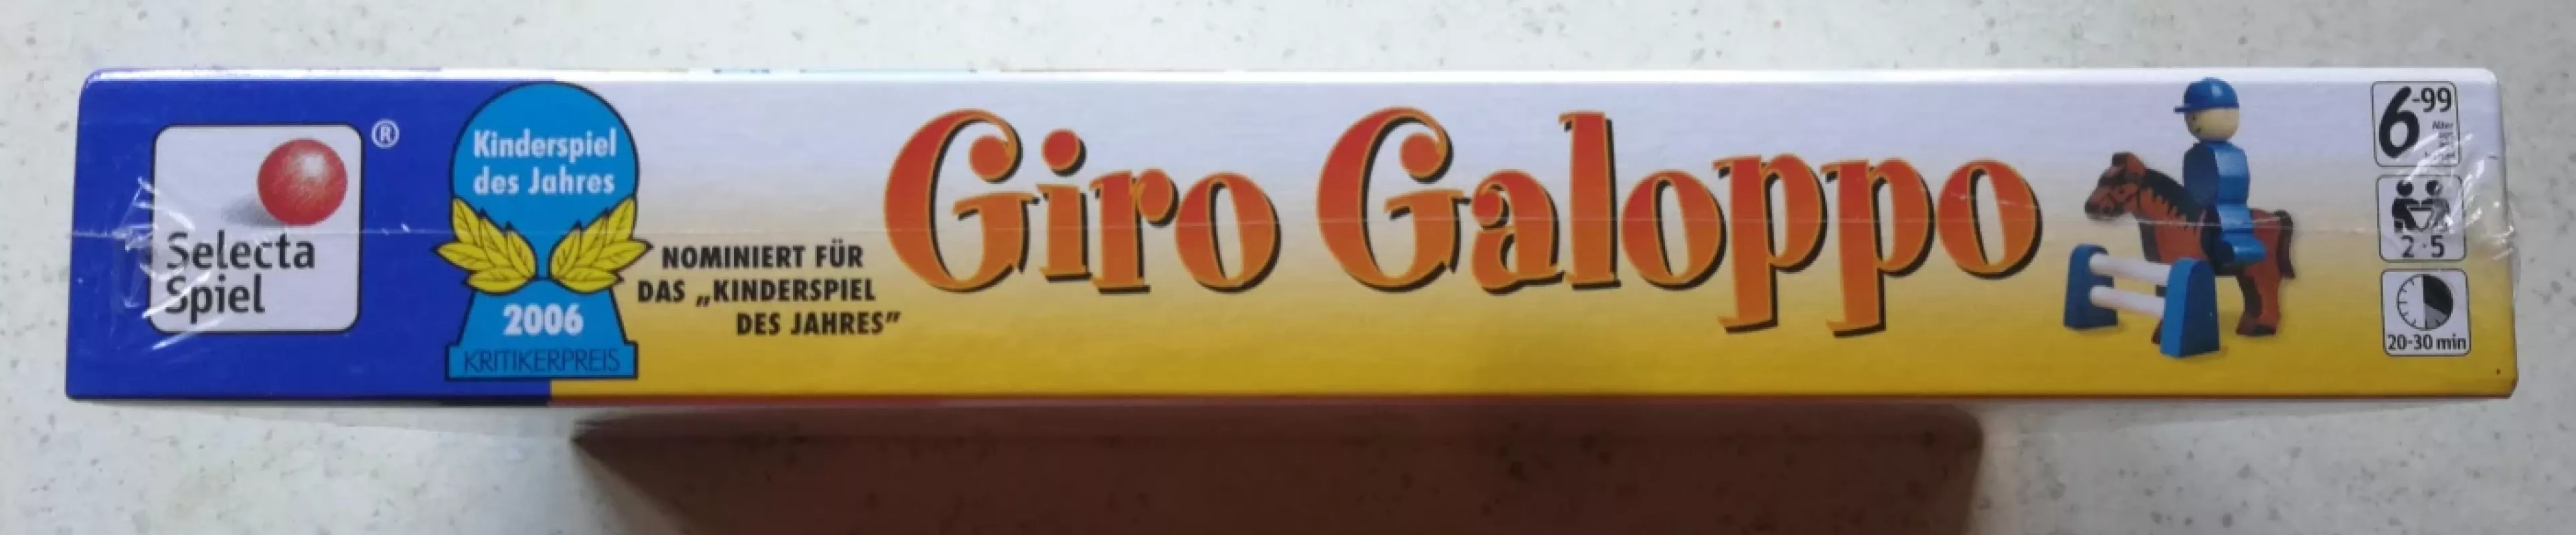 Selecta
Spiel
®
Kinderspiel
des Jahres
2006
KRITIKERPREIS
NOMINIERT FÜR
DAS „KINDERSPIEL
DES JAHRES”
Giro Galoppo
6-99
Alter
2-5
20-30 min